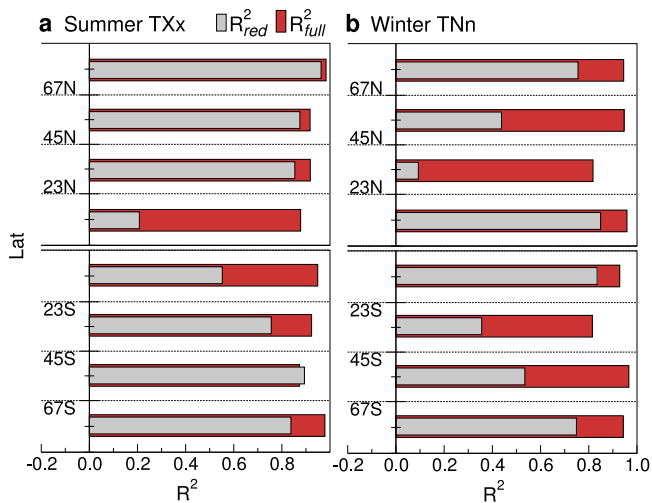 a Summer TXx R²red R²full b Winter TNn
67N
45N
23N
Lat
23S
45S
67S
-0.2 0.0 0.2 0.4 0.6 0.8
R²
67N
45N
23N
23S
45S
67S
-0.2 0.0 0.2 0.4 0.6 0.8 1.0
R²